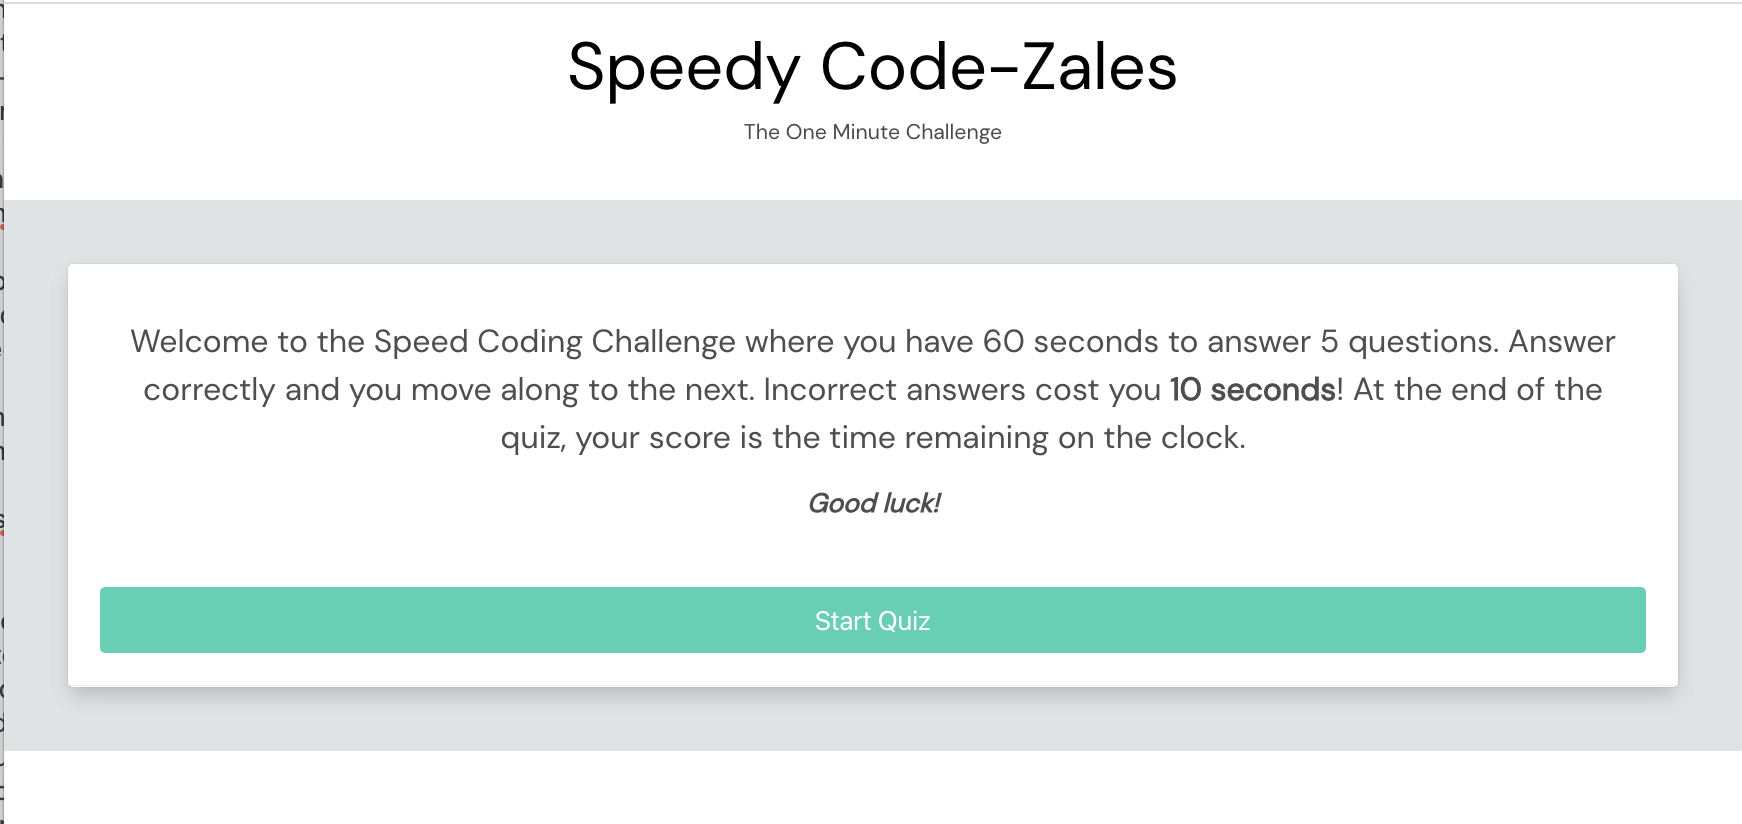 Speedy Code-Zales
The One Minute Challenge
Welcome to the Speed Coding Challenge where you have 60 seconds to answer 5 questions. Answer
correctly and you move along to the next. Incorrect answers cost you 10 seconds! At the end of the
quiz, your score is the time remaining on the clock.
Good luck!
Start Quiz